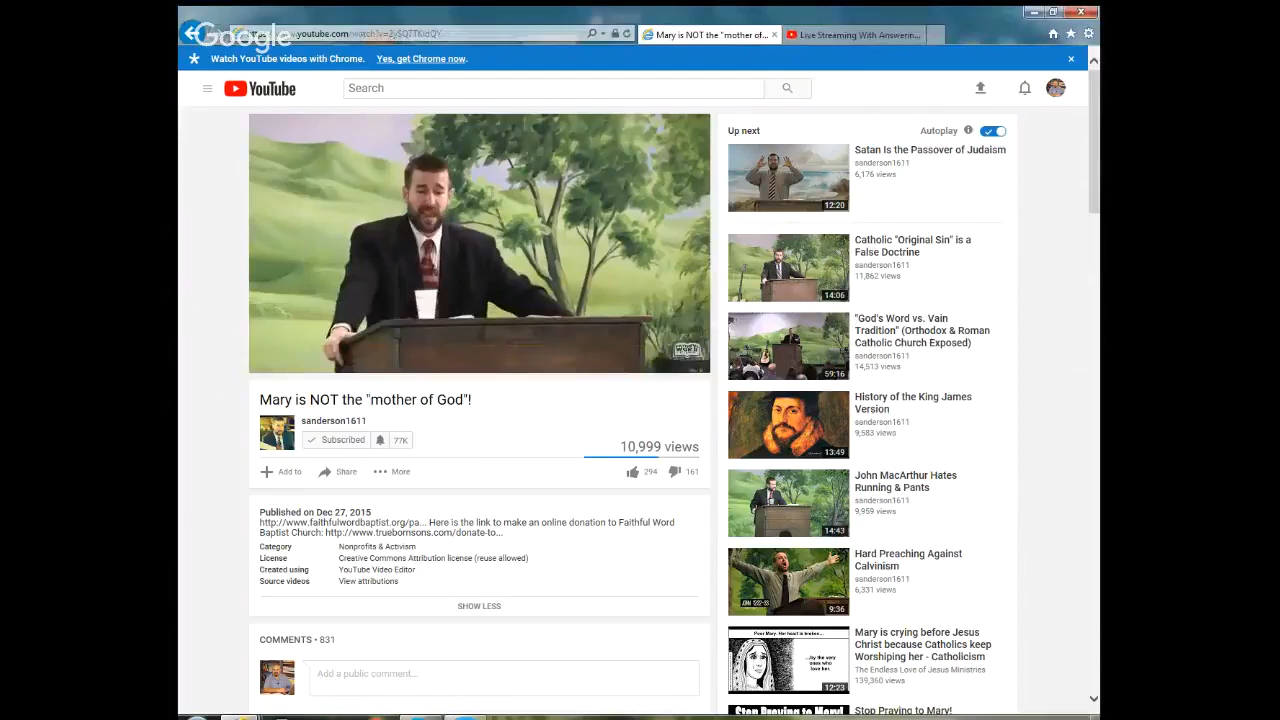 Google
youtube.com
Mary is NOT the "mother of...
Live Streaming With Answerin...
Watch YouTube videos with Chrome.
Yes, get Chrome now.
YouTube
Search
Up next
Autoplay
Satan Is the Passover of Judaism
sanderson1611
6,176 views
12:20
Catholic "Original Sin" is a
False Doctrine
sanderson1611
11,862 views
14:06
"God's Word vs. Vain
Tradition" (Orthodox & Roman
Catholic Church Exposed)
sanderson1611
14,513 views
59:16
History of the King James
Version
sanderson1611
9,583 views
13:49
John MacArthur Hates
Running & Pants
sanderson1611
9,959 views
14:43
Hard Preaching Against
Calvinism
sanderson1611
6,331 views
9:36
Mary is crying before Jesus
Christ because Catholics keep
Worshiping her - Catholicism
The Endless Love of Jesus Ministries
139,360 views
12:23
Stop Praying to Mary!
Stop Praying to Mary!
WORD
Mary is NOT the "mother of God"!
sanderson1611
Subscribed
77K
10,999 views
Add to
Share
More
294
161
Published on Dec 27, 2015
http://www.faithfulwordbaptist.org/pa... Here is the link to make an online donation to Faithful Word
Baptist Church: http://www.truebornsons.com/donate-to...
Category Nonprofits & Activism
License Creative Commons Attribution license (reuse allowed)
Created using YouTube Video Editor
Source videos View attributions
SHOW LESS
COMMENTS • 831
Add a public comment...